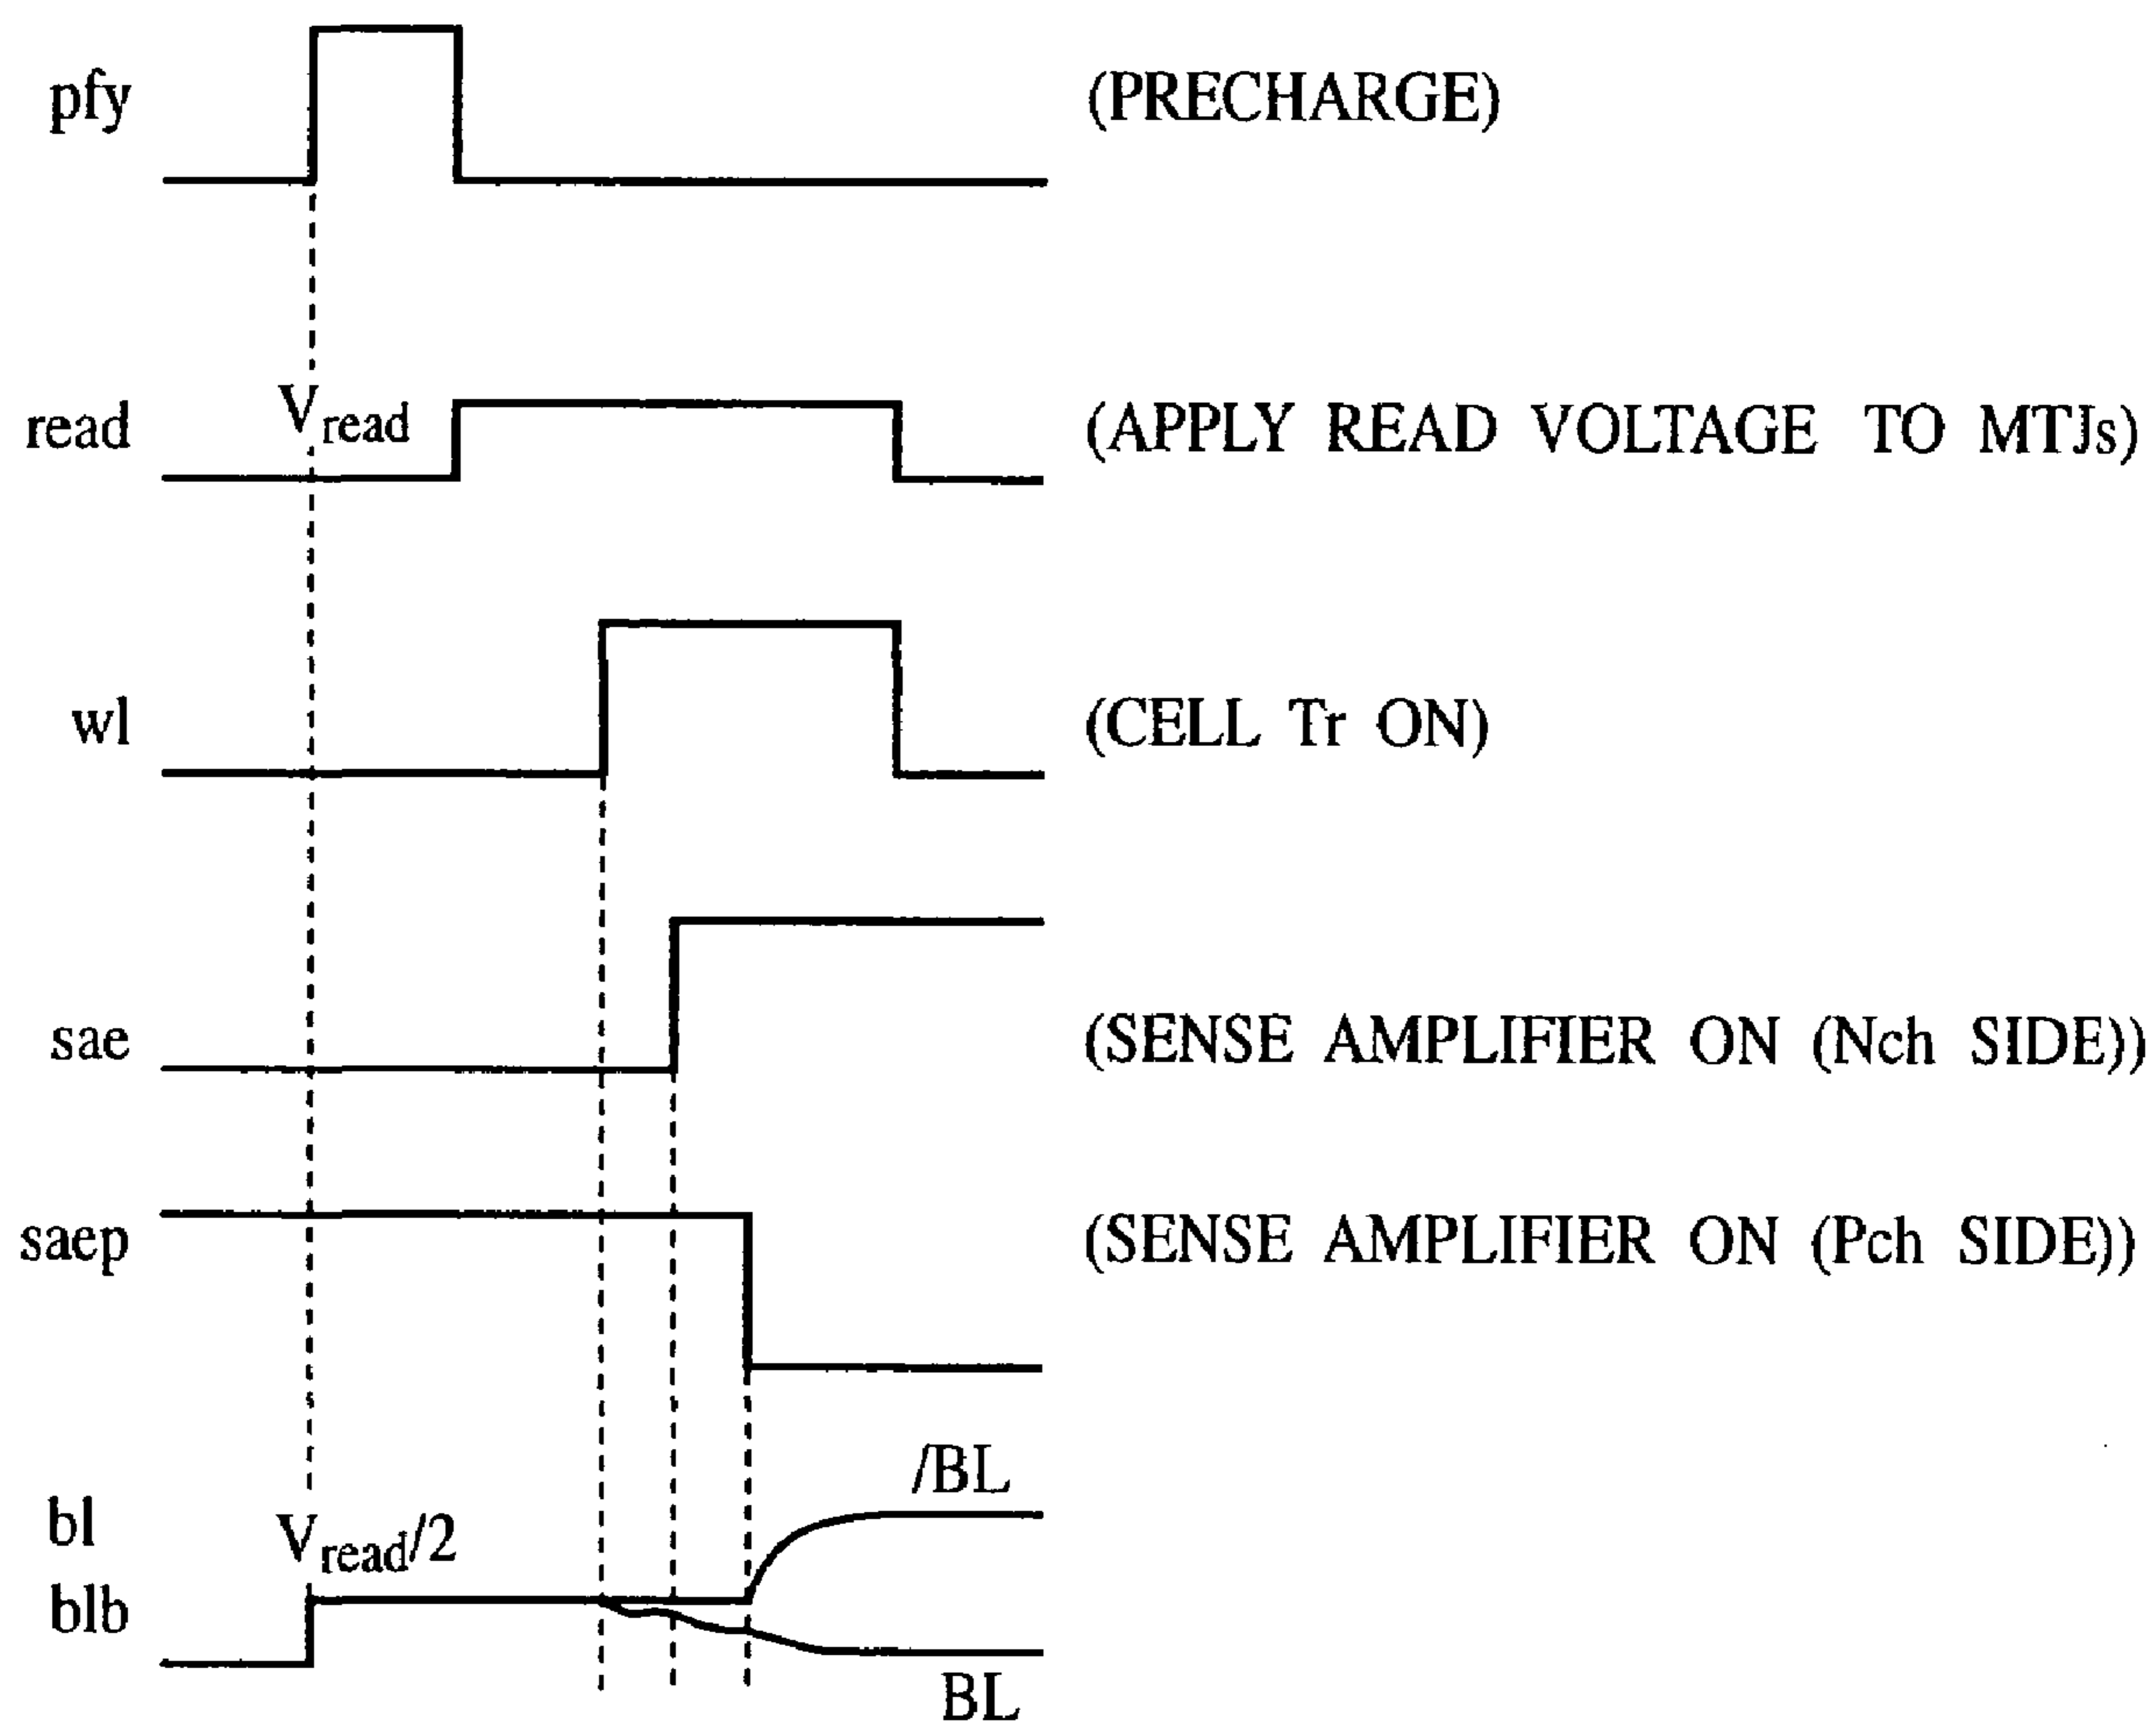 pfy (PRECHARGE)
read Vread (APPLY READ VOLTAGE TO MTJs)
wl (CELL Tr ON)
sae (SENSE AMPLIFIER ON (Nch SIDE))
saep (SENSE AMPLIFIER ON (Pch SIDE))
/BL
bl Vread/2
blb
BL